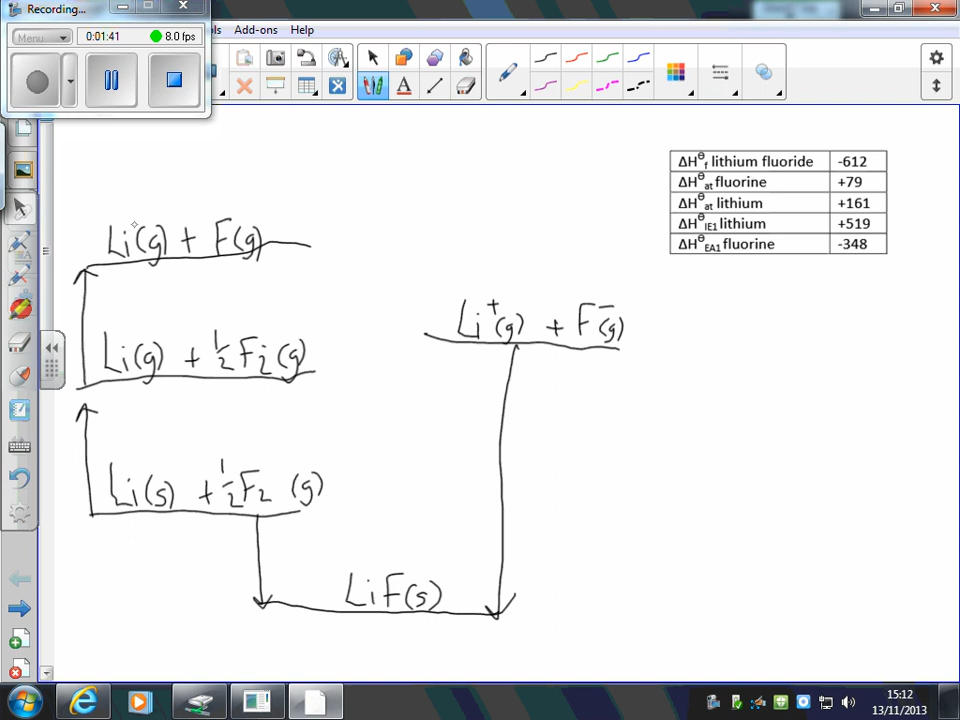 Recording...
Menu
0:01:41
8.0 fps
ols Add-ons Help
ΔH⊖f lithium fluoride -612
ΔH⊖at fluorine +79
ΔH⊖at lithium +161
ΔH⊖IE1 lithium +519
ΔH⊖EA1 fluorine -348
Li(g) + F(g)
Li⁺(g) + F⁻(g)
Li(g) + ½F₂(g)
Li(s) + ½F₂ (g)
LiF(s)
15:12
13/11/2013